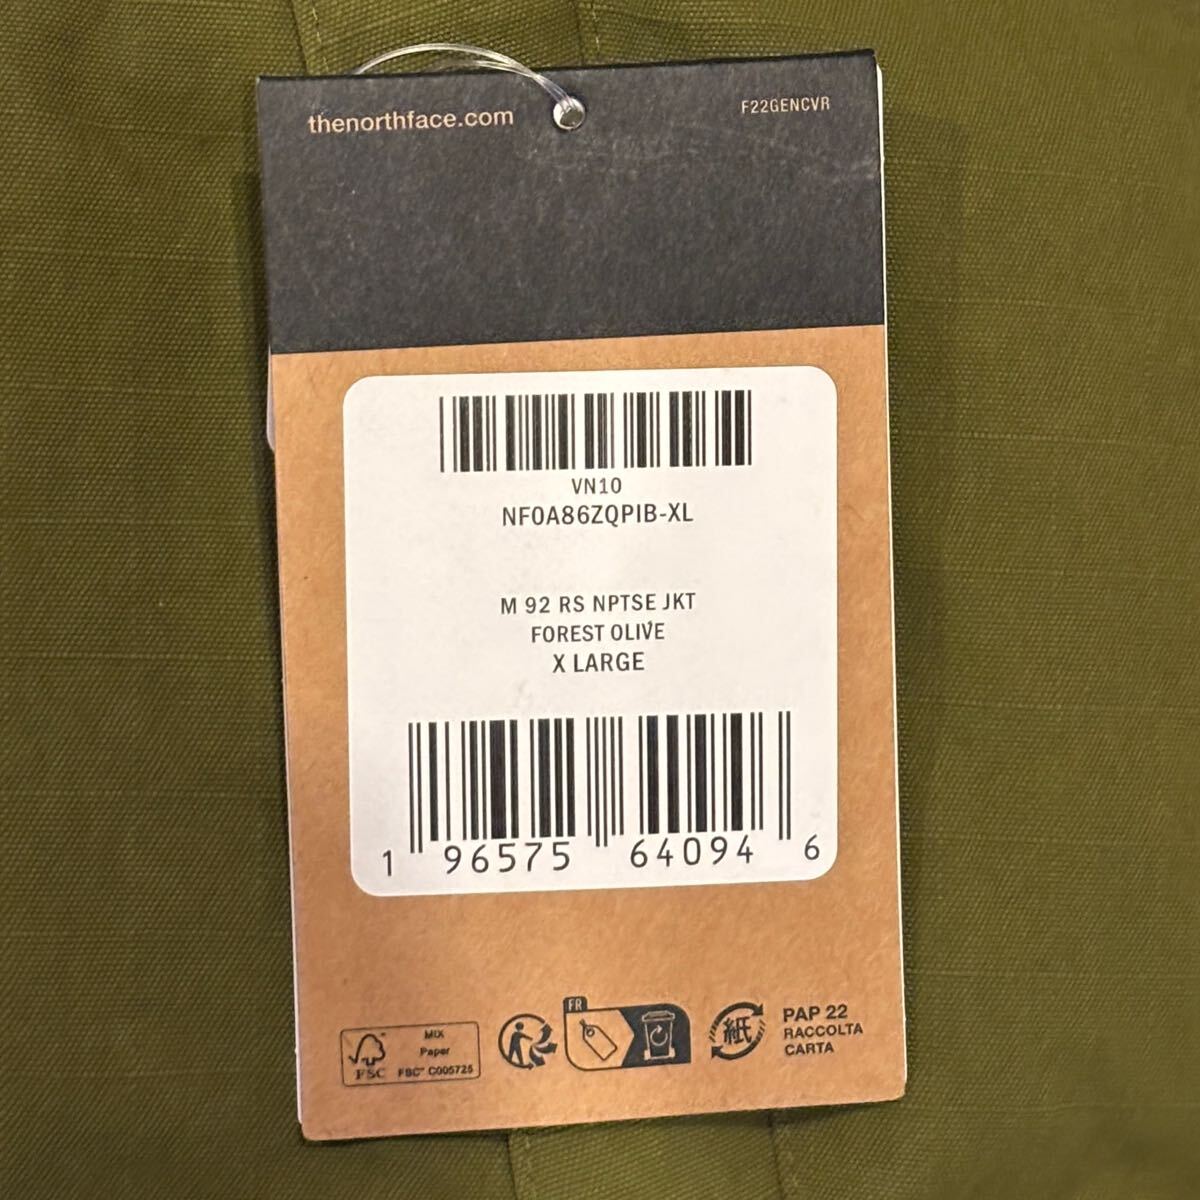 thenorthface.com
F22GENCVR
VN10
NF0A86ZQPIB-XL
M 92 RS NPTSE JKT
FOREST OLIVE
X LARGE
1 96575 64094 6
MIX
Paper
FSC FSC™ C005725
FR
紙
PAP 22
RACCOLTA
CARTA